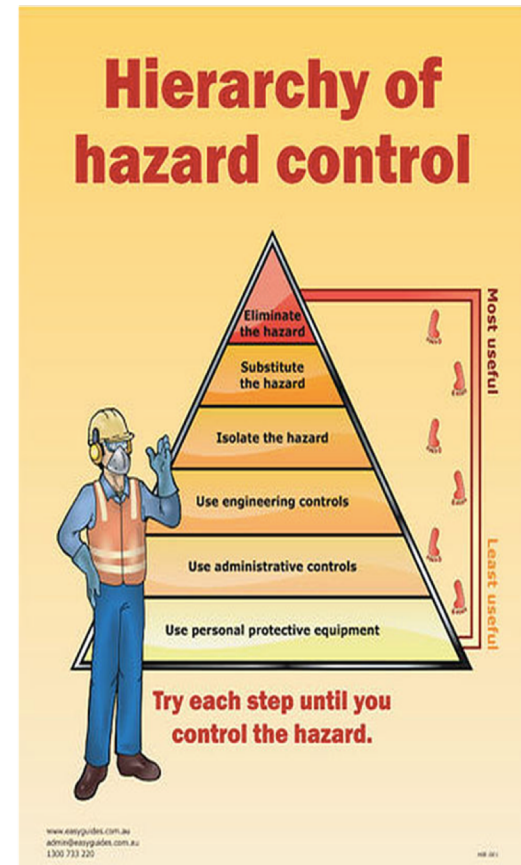 Hierarchy of
hazard control
Eliminate
the hazard
Most useful
Substitute
the hazard
Isolate the hazard
Use engineering controls
Use administrative controls
Least useful
Use personal protective equipment
Try each step until you
control the hazard.
www.easyguides.com.au
admin@easyguides.com.au
1300 733 220